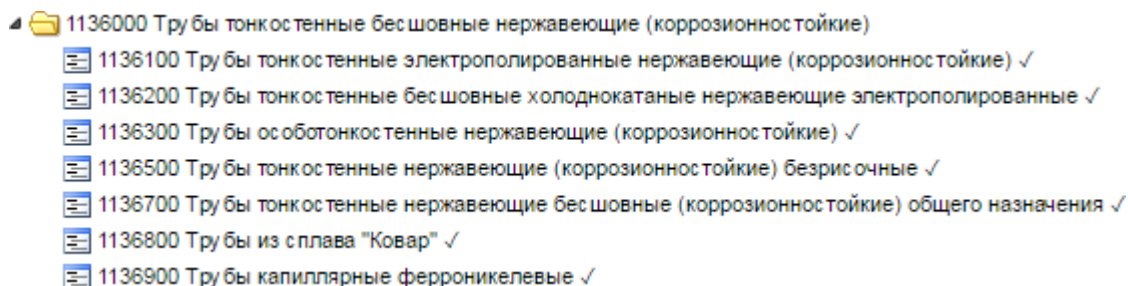 1136000 Трубы тонкостенные бесшовные нержавеющие (коррозионностойкие)
1136100 Трубы тонкостенные электрополированные нержавеющие (коррозионностойкие) ✓
1136200 Трубы тонкостенные бесшовные холоднокатаные нержавеющие электрополированные ✓
1136300 Трубы особотонкостенные нержавеющие (коррозионностойкие) ✓
1136500 Трубы тонкостенные нержавеющие (коррозионностойкие) безрисочные ✓
1136700 Трубы тонкостенные нержавеющие бесшовные (коррозионностойкие) общего назначения ✓
1136800 Трубы из сплава "Ковар" ✓
1136900 Трубы капиллярные ферроникелевые ✓